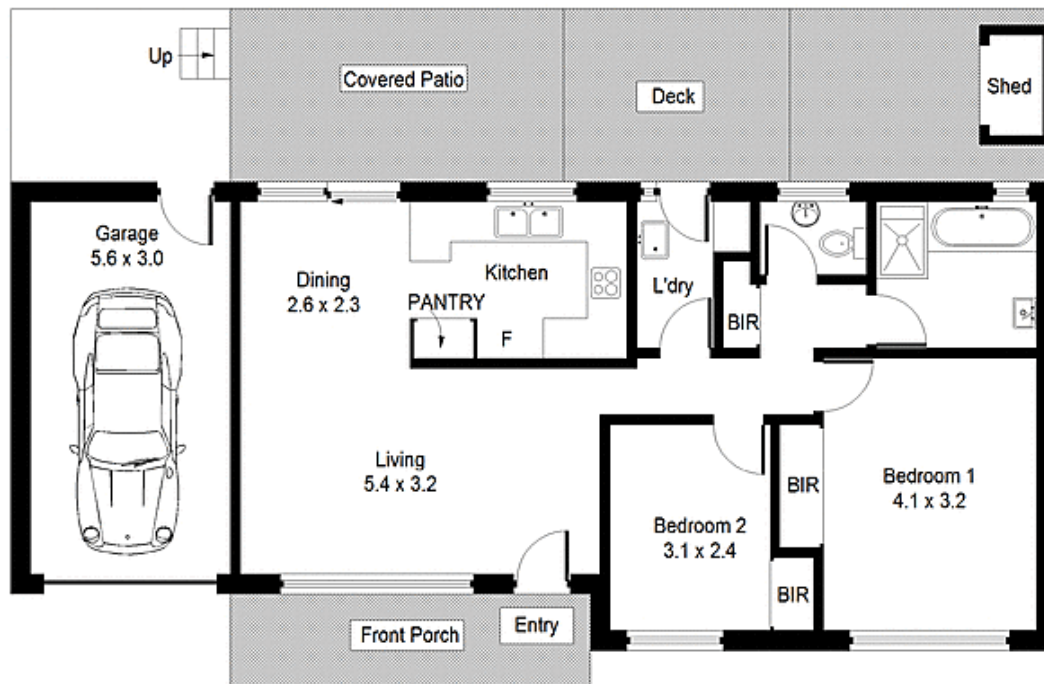 Up
Covered Patio
Deck
Shed
Garage
5.6 x 3.0
Dining
2.6 x 2.3
Kitchen
PANTRY
F
L'dry
BIR
Living
5.4 x 3.2
Bedroom 2
3.1 x 2.4
BIR
BIR
Bedroom 1
4.1 x 3.2
Front Porch
Entry